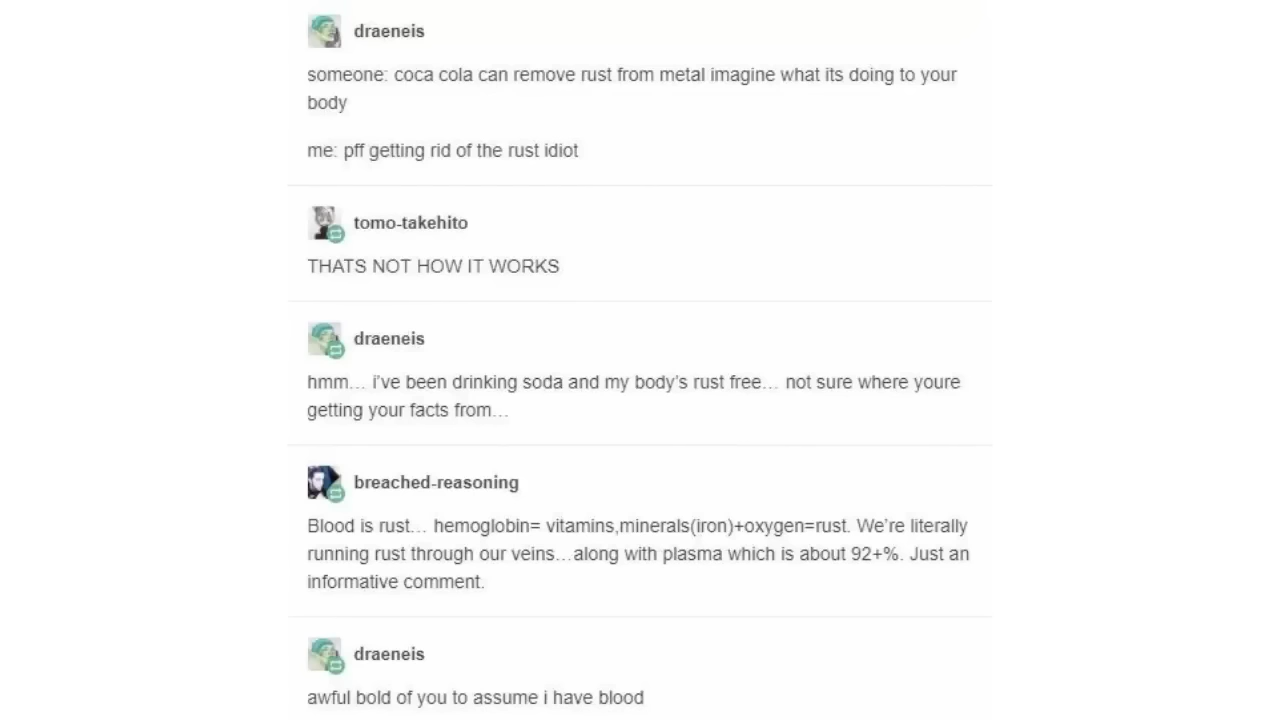 draeneis
someone: coca cola can remove rust from metal imagine what its doing to your
body
me: pff getting rid of the rust idiot
tomo-takehito
THATS NOT HOW IT WORKS
draeneis
hmm... i've been drinking soda and my body's rust free... not sure where youre
getting your facts from...
breached-reasoning
Blood is rust... hemoglobin= vitamins,minerals(iron)+oxygen=rust. We're literally
running rust through our veins...along with plasma which is about 92+%. Just an
informative comment.
draeneis
awful bold of you to assume i have blood